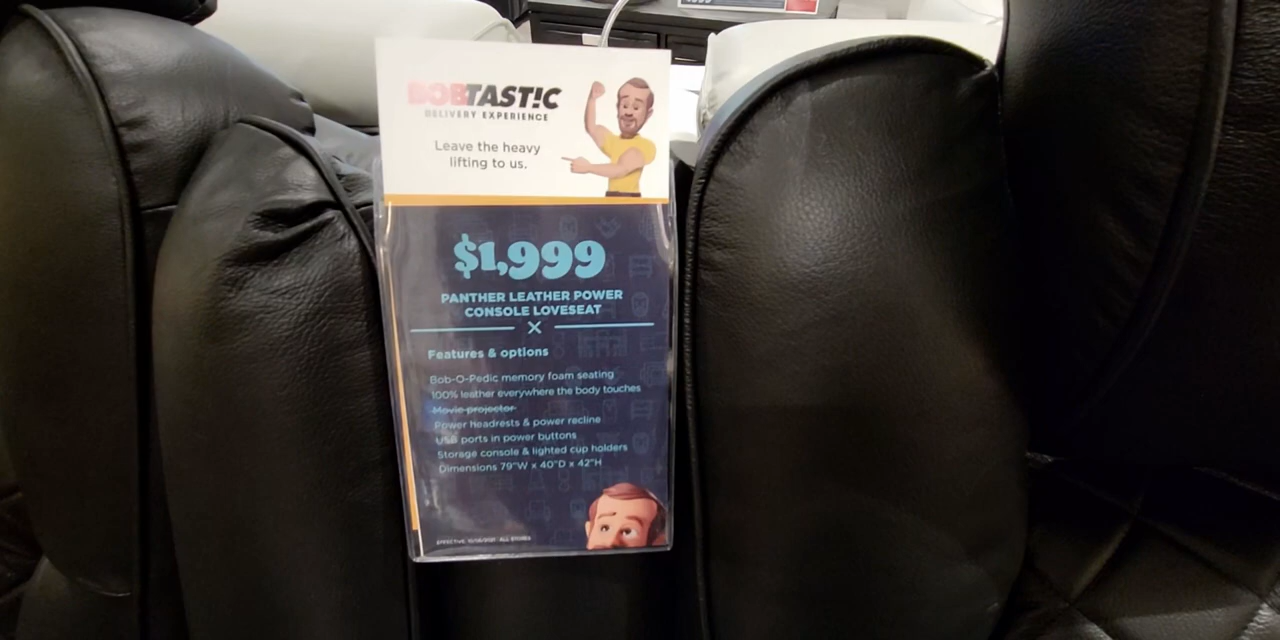 BOBTAST!C
DELIVERY EXPERIENCE
Leave the heavy
lifting to us.
$1,999
PANTHER LEATHER POWER
CONSOLE LOVESEAT
Features & options
Bob-O-Pedic memory foam seating
100% leather everywhere the body touches
Movie projector
Power headrests & power recline
USB ports in power buttons
Storage console & lighted cup holders
Dimensions 79"W x 40"D x 42"H